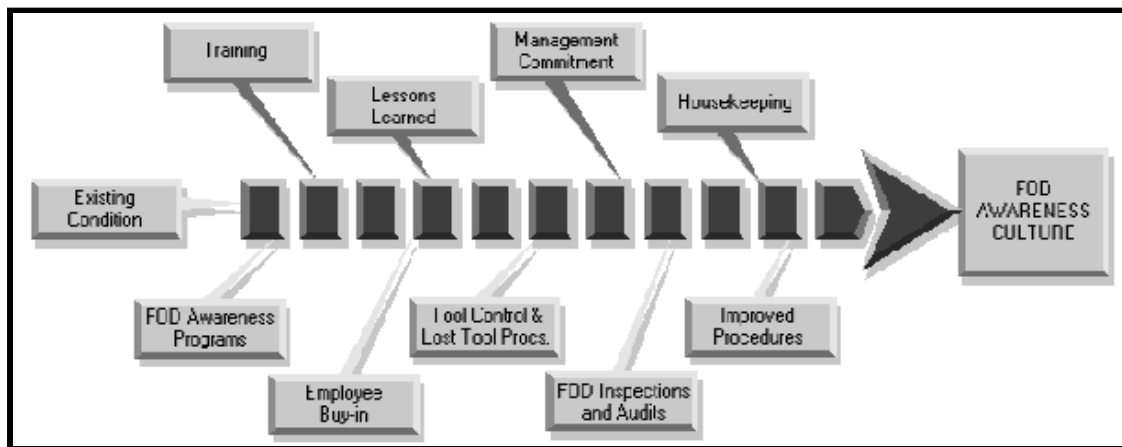 Training
Management
Commitment
Lessons
Learned
Housekeeping
Existing
Condition
FOD
AWARENESS
CULTURE
FOD Awareness
Programs
Tool Control &
Lost Tool Procs.
Improved
Procedures
Employee
Buy-in
FOD Inspections
and Audits